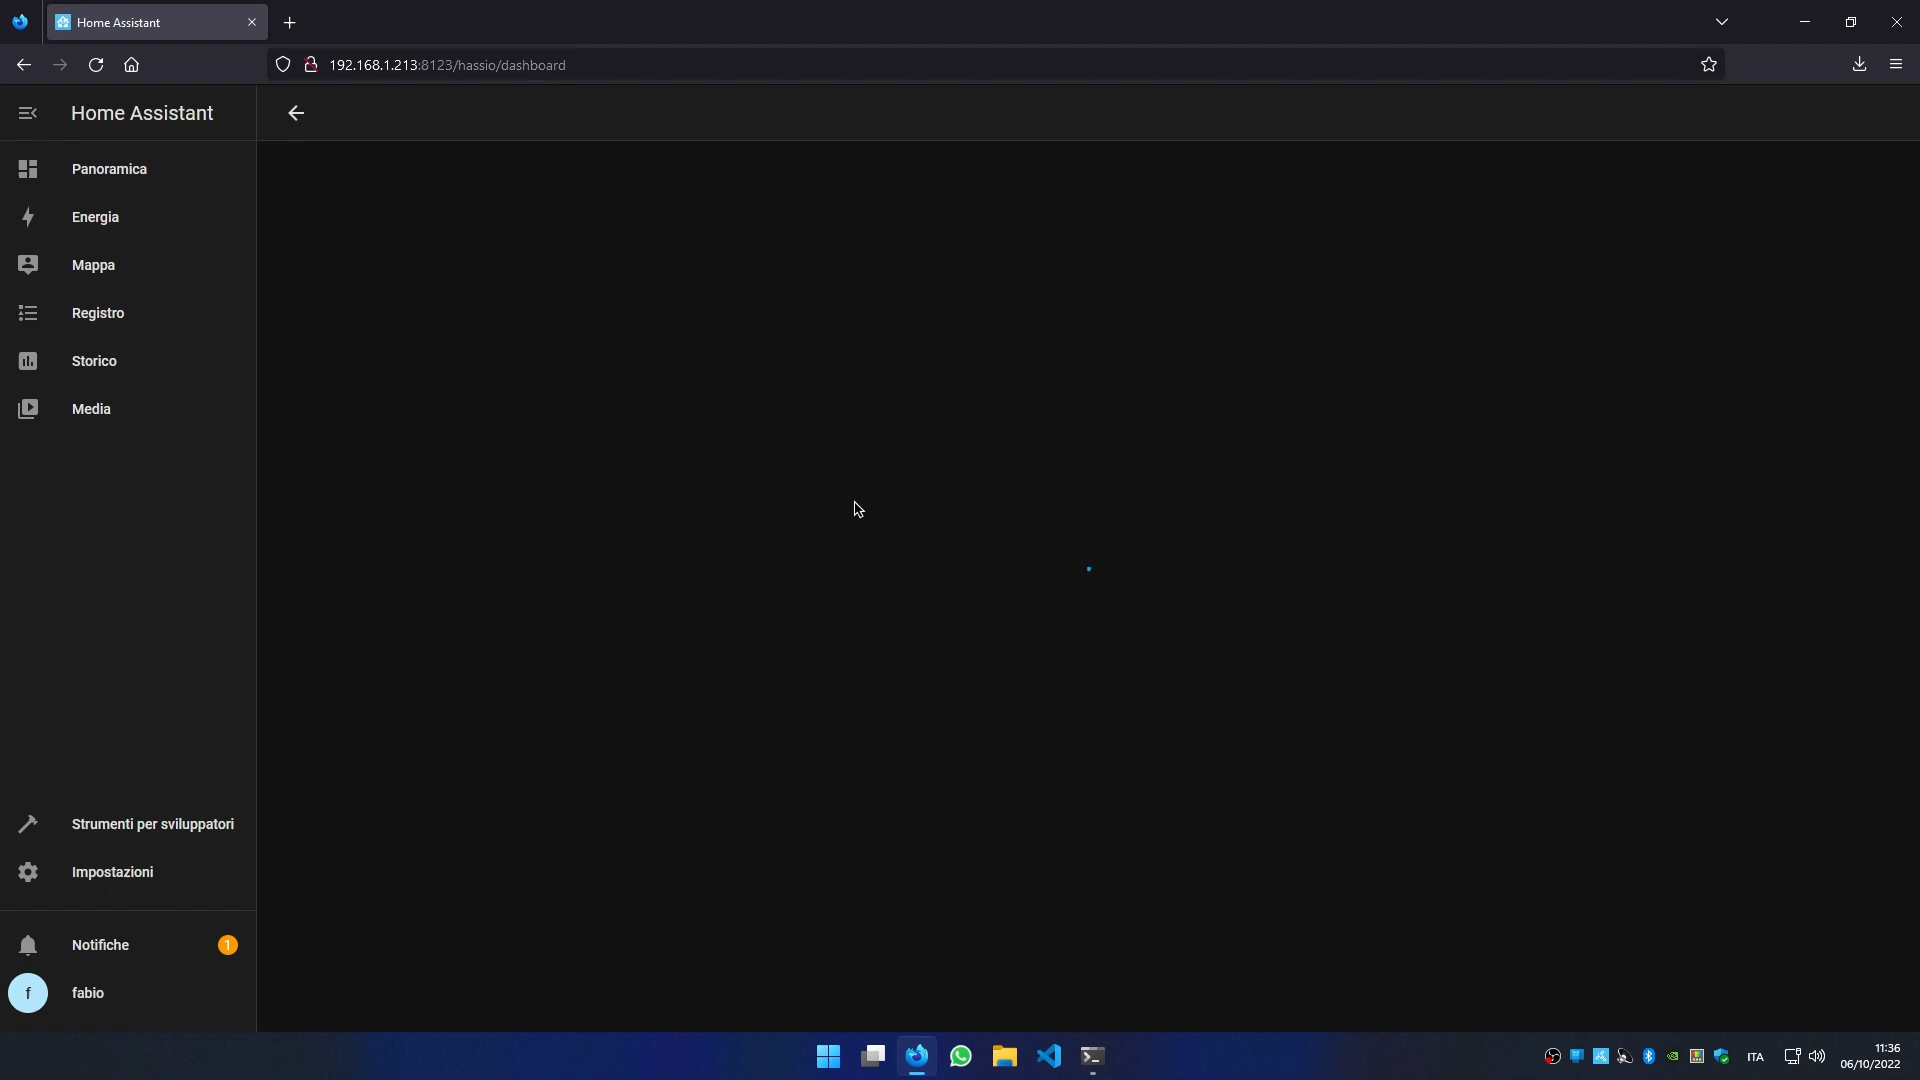 Home Assistant
192.168.1.213:8123/hassio/dashboard
Home Assistant
Panoramica
Energia
Mappa
Registro
Storico
Media
Strumenti per sviluppatori
Impostazioni
Notifiche 1
f fabio
ITA
11:36
06/10/2022